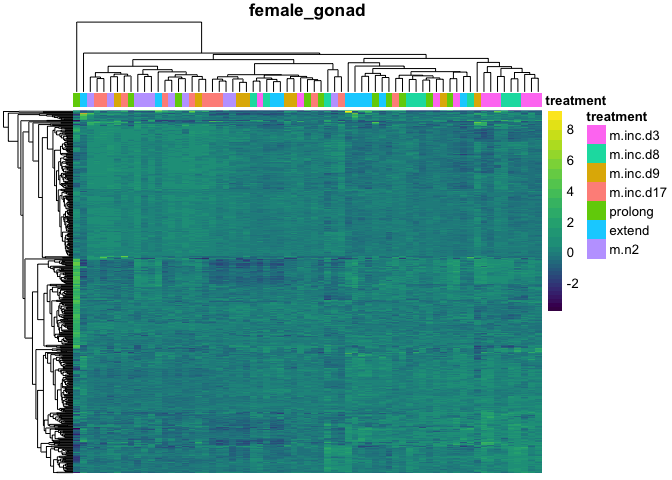 female_gonad
treatment
treatment
8
6
4
2
0
-2
m.inc.d3
m.inc.d8
m.inc.d9
m.inc.d17
prolong
extend
m.n2